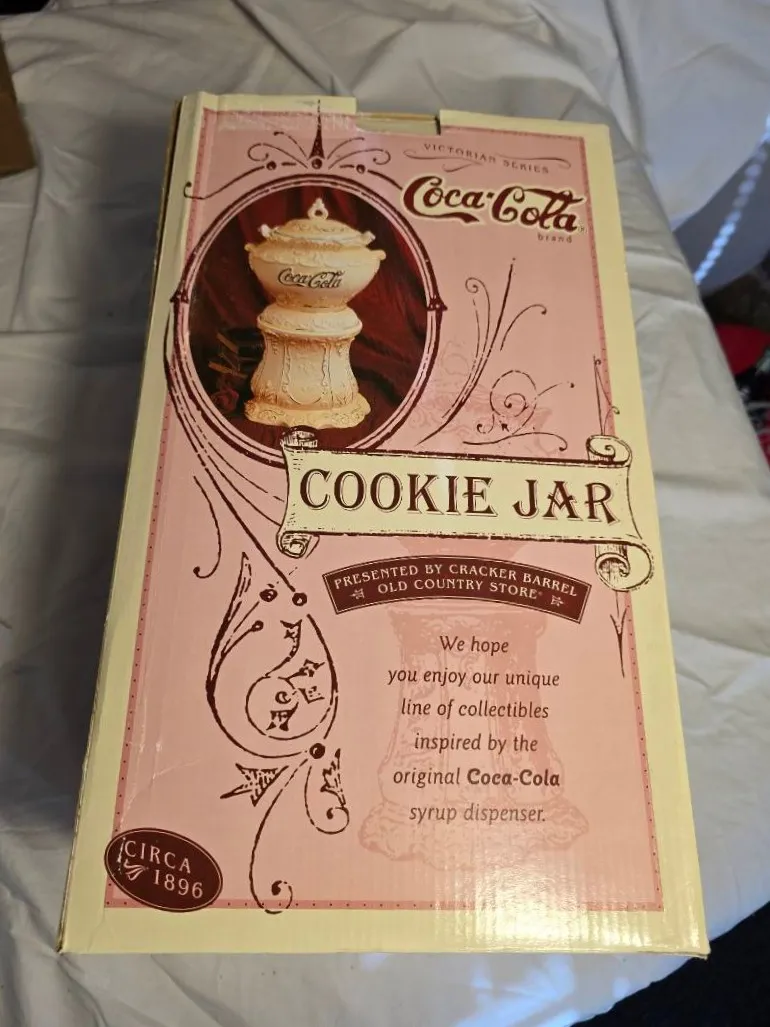 VICTORIAN SERIES
Coca-Cola®
brand
Coca-Cola
COOKIE JAR
PRESENTED BY CRACKER BARREL
OLD COUNTRY STORE®
We hope
you enjoy our unique
line of collectibles
inspired by the
original Coca-Cola
syrup dispenser.
CIRCA
1896